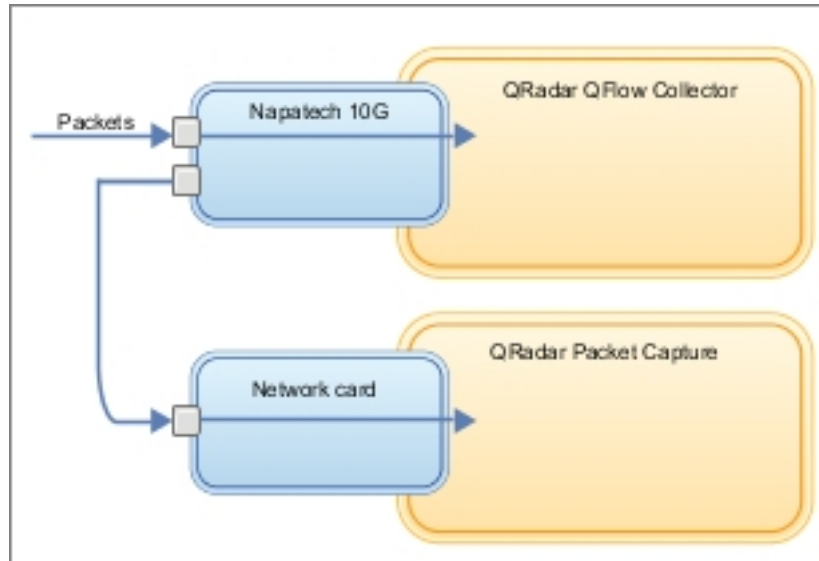 QRadar QFlow Collector
Napatech 10G
Packets
QRadar Packet Capture
Network card